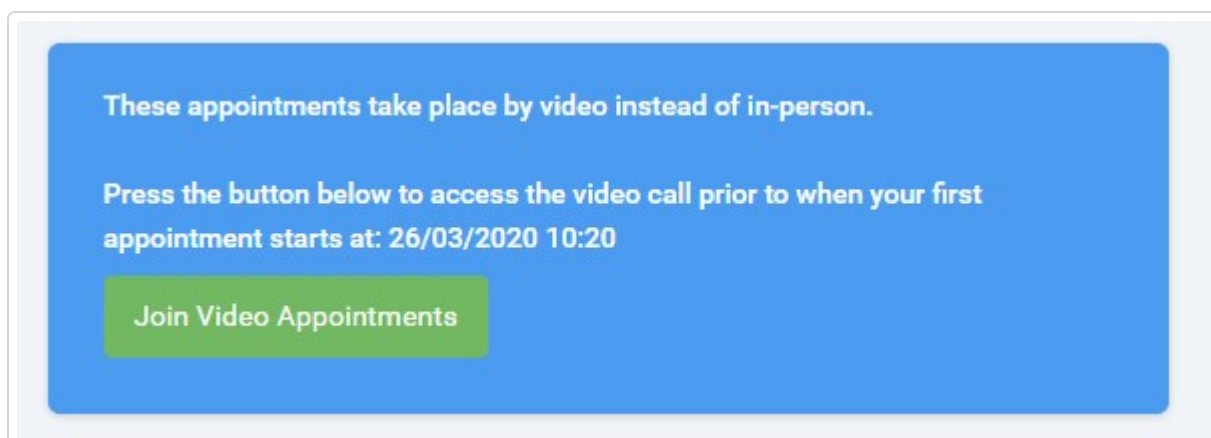 These appointments take place by video instead of in-person.
Press the button below to access the video call prior to when your first
appointment starts at: 26/03/2020 10:20
Join Video Appointments